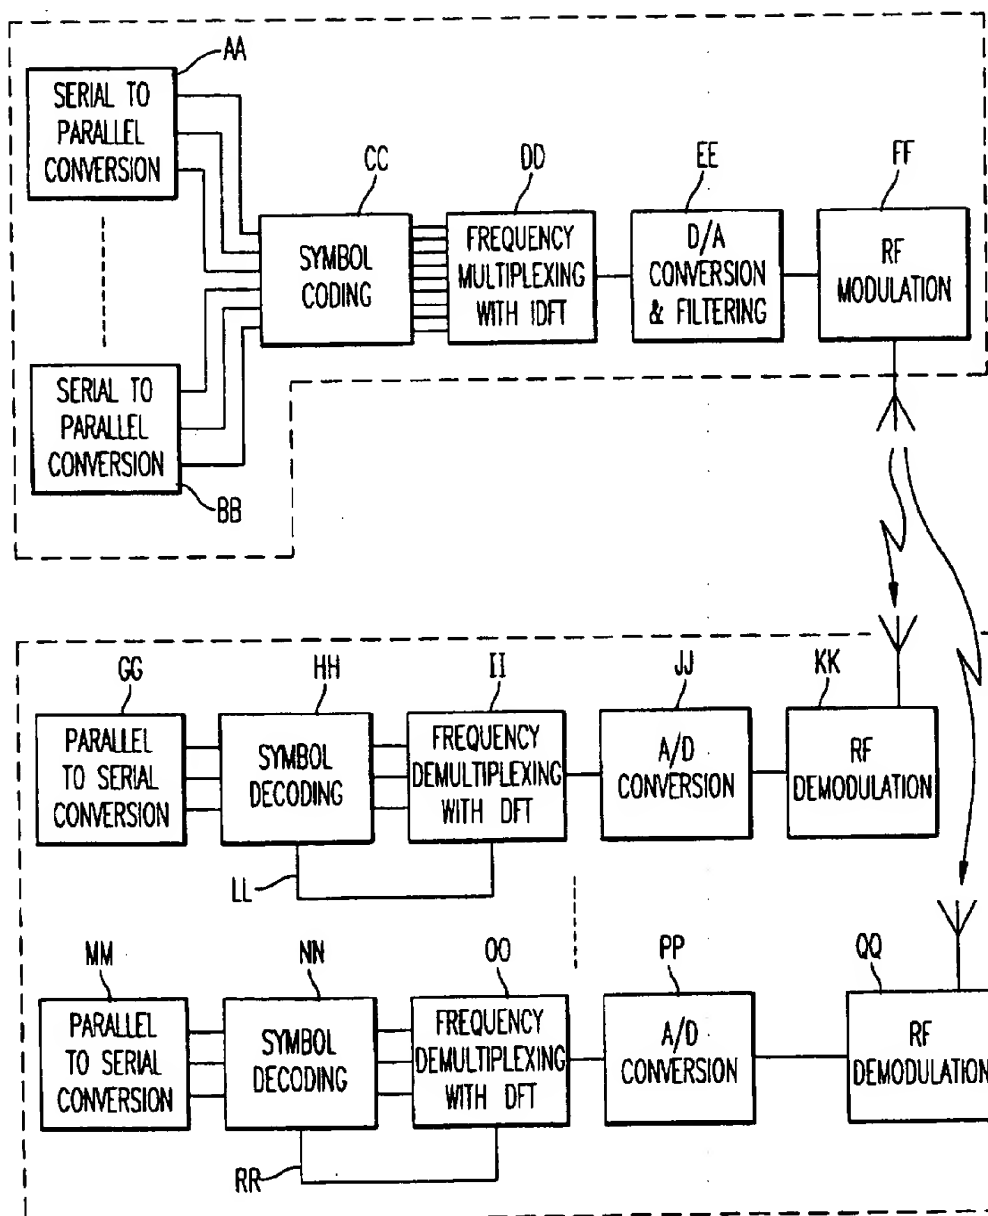 AA
SERIAL TO
PARALLEL
CONVERSION
CC
DD
EE
FF
SYMBOL
CODING
FREQUENCY
MULTIPLEXING
WITH IDFT
D/A
CONVERSION
& FILTERING
RF
MODULATION
SERIAL TO
PARALLEL
CONVERSION
BB
GG
HH
II
JJ
KK
PARALLEL
TO SERIAL
CONVERSION
SYMBOL
DECODING
FREQUENCY
DEMULTIPLEXING
WITH DFT
A/D
CONVERSION
RF
DEMODULATION
LL
MM
NN
OO
PP
QQ
PARALLEL
TO SERIAL
CONVERSION
SYMBOL
DECODING
FREQUENCY
DEMULTIPLEXING
WITH DFT
A/D
CONVERSION
RF
DEMODULATION
RR